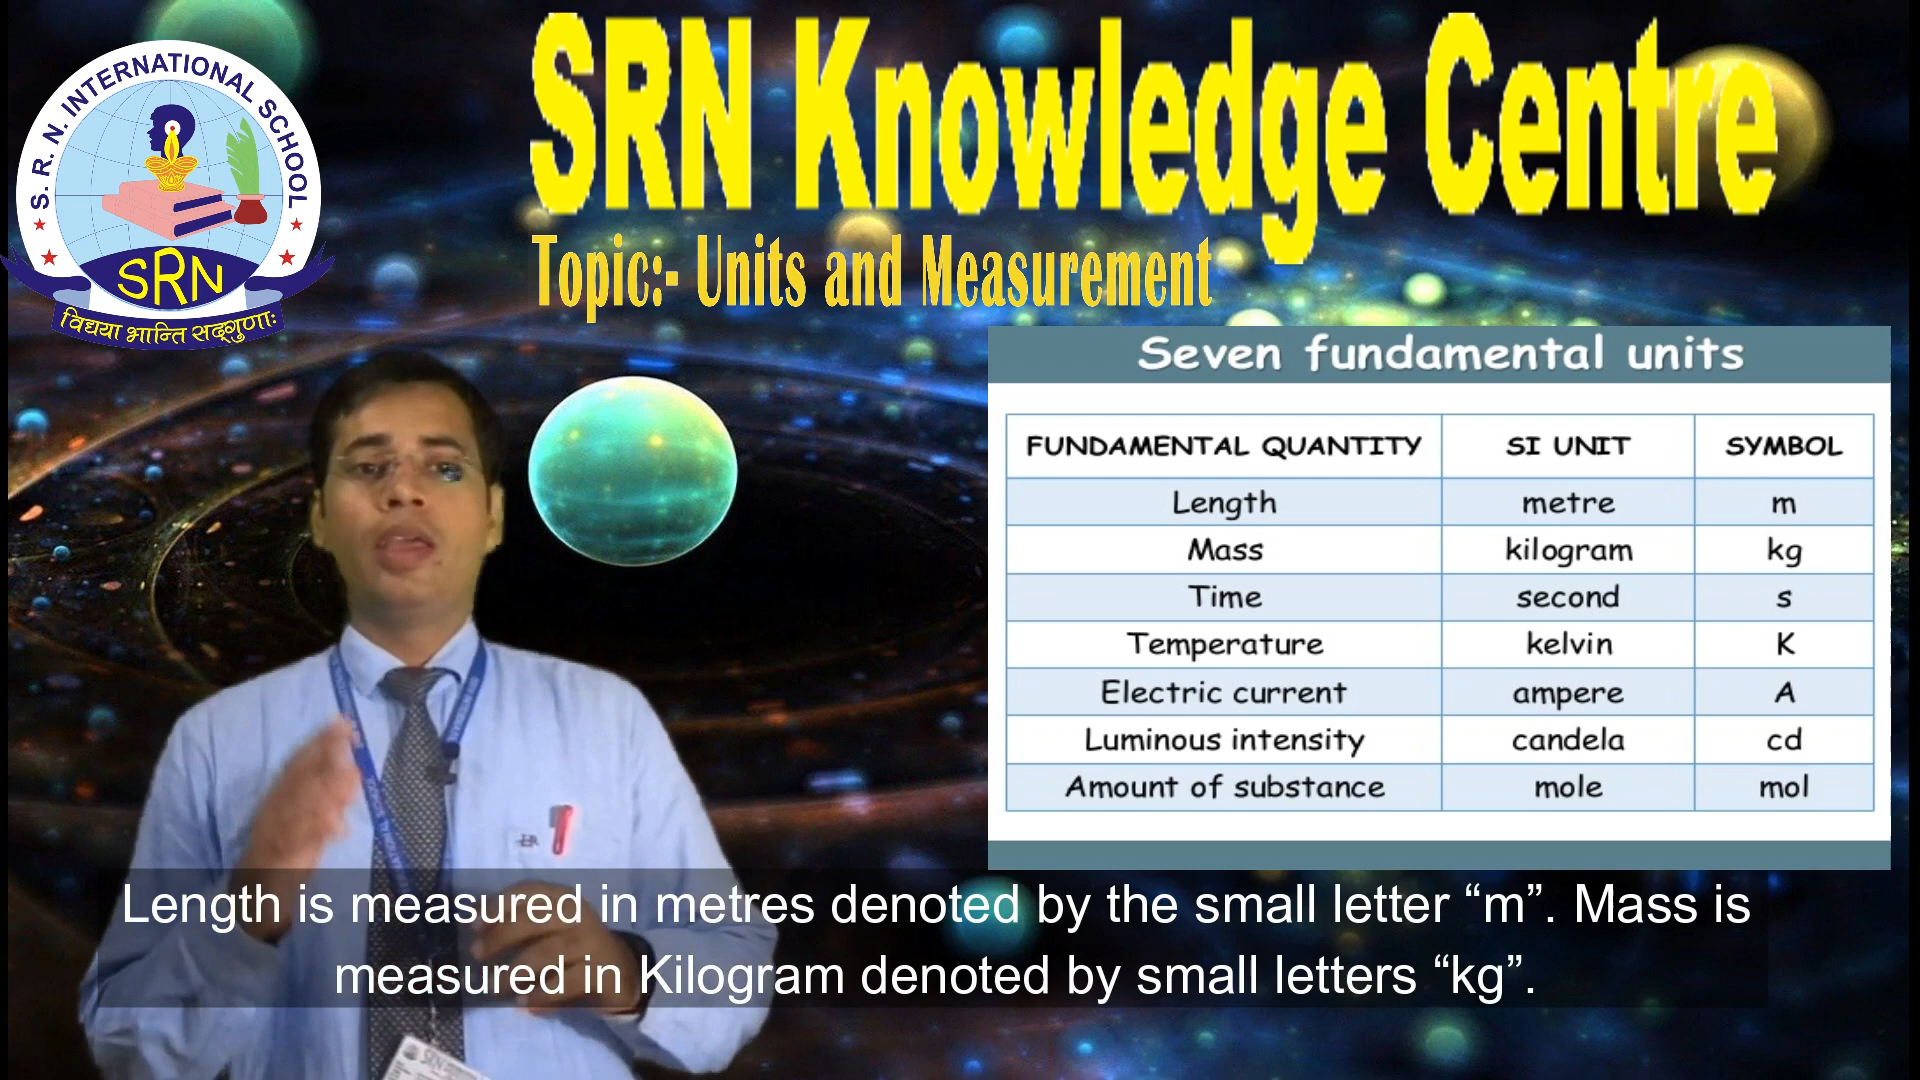 S. R. N. INTERNATIONAL SCHOOL
SRN
विद्यया भान्ति सद्गुणाः
SRN Knowledge Centre
Topic:- Units and Measurement
Seven fundamental units
FUNDAMENTAL QUANTITY SI UNIT SYMBOL
Length metre m
Mass kilogram kg
Time second s
Temperature kelvin K
Electric current ampere A
Luminous intensity candela cd
Amount of substance mole mol
Length is measured in metres denoted by the small letter “m”. Mass is
measured in Kilogram denoted by small letters “kg”.